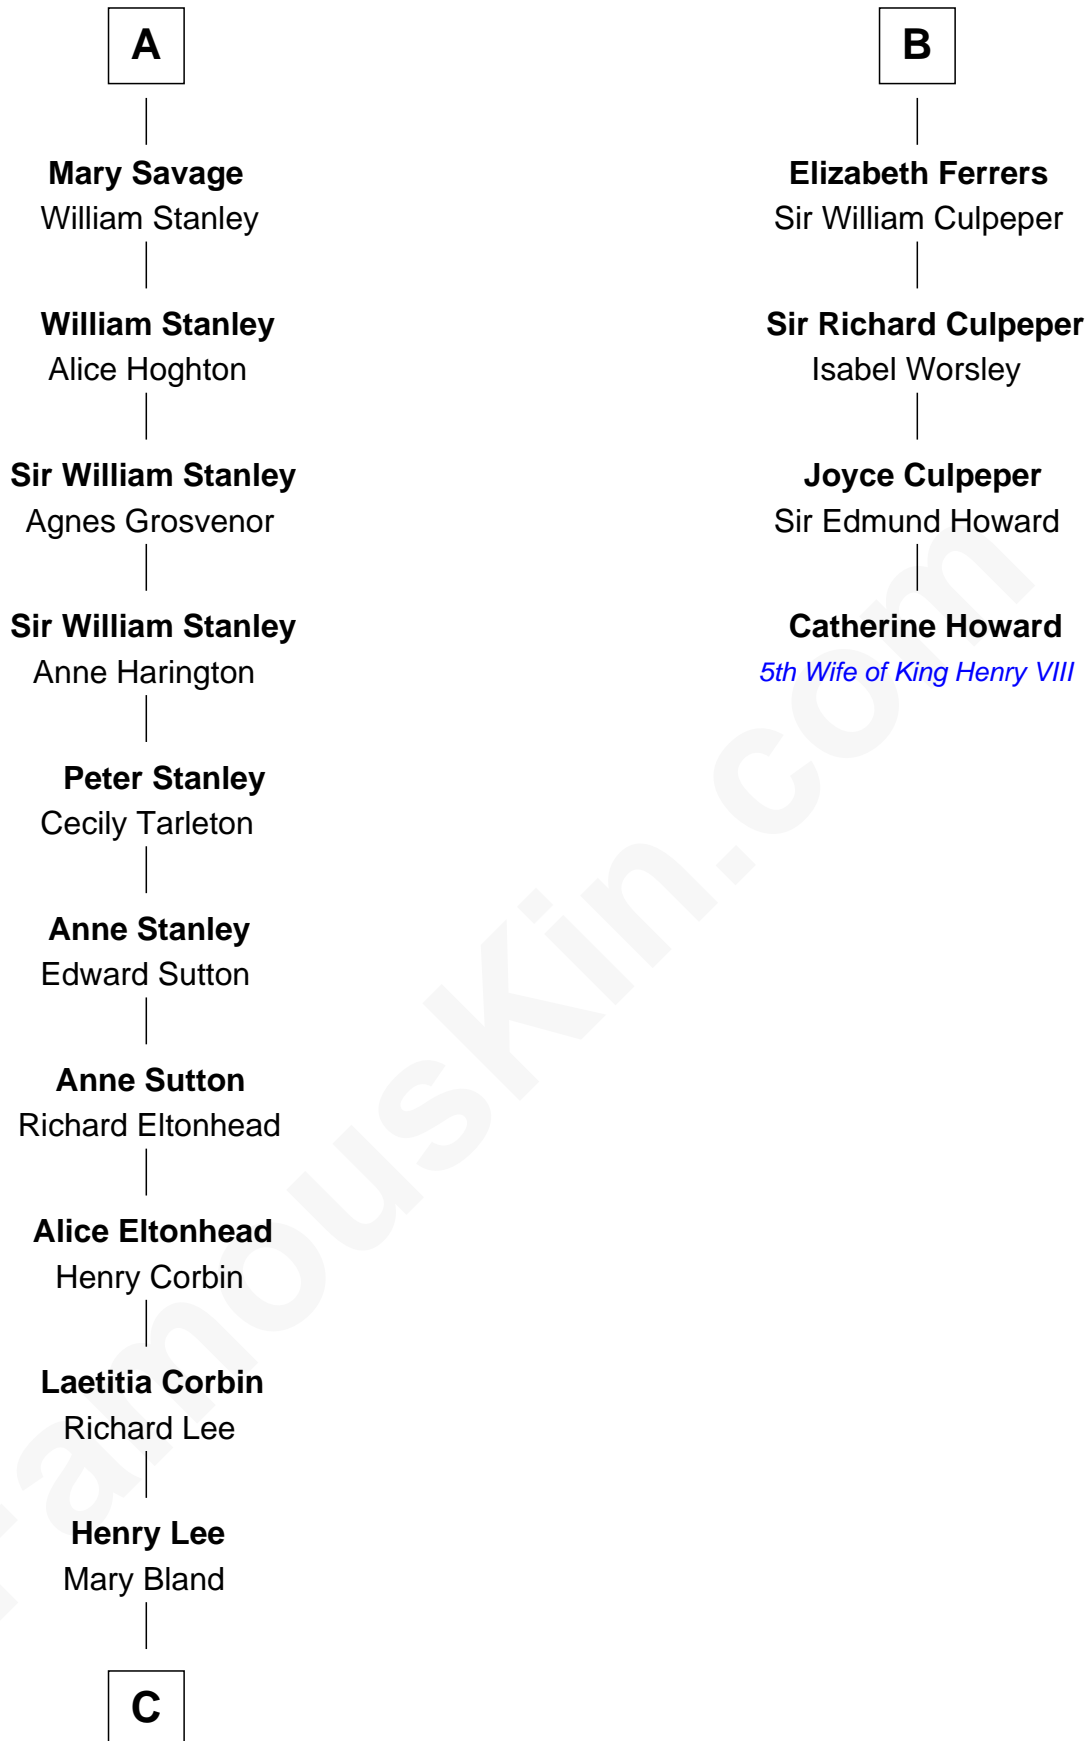 A
Mary Savage
William Stanley
William Stanley
Alice Hoghton
Sir William Stanley
Agnes Grosvenor
Sir William Stanley
Anne Harington
Peter Stanley
Cecily Tarleton
Anne Stanley
Edward Sutton
Anne Sutton
Richard Eltonhead
Alice Eltonhead
Henry Corbin
Laetitia Corbin
Richard Lee
Henry Lee
Mary Bland
C
B
Elizabeth Ferrers
Sir William Culpeper
Sir Richard Culpeper
Isabel Worsley
Joyce Culpeper
Sir Edmund Howard
Catherine Howard
5th Wife of King Henry VIII
FamousKin.com